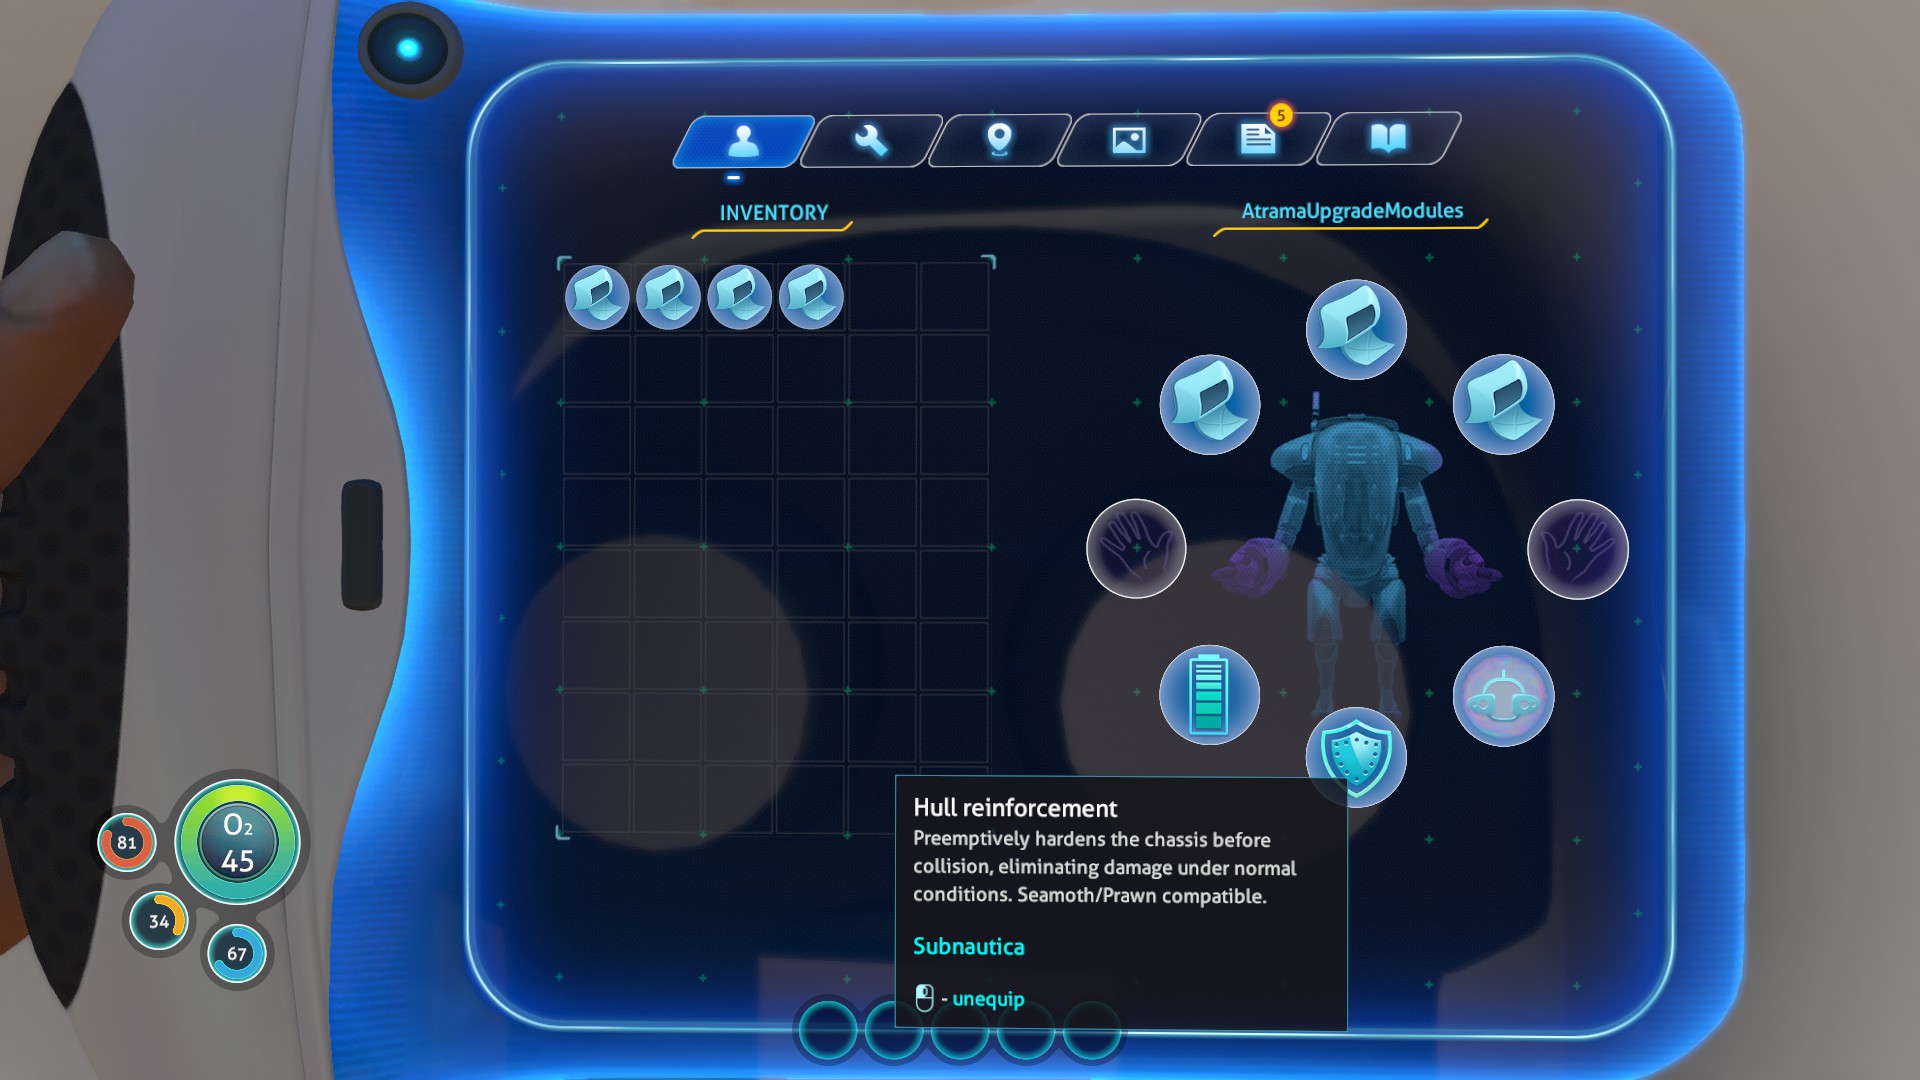 5
INVENTORY
AtramaUpgradeModules
Hull reinforcement
Preemptively hardens the chassis before
collision, eliminating damage under normal
conditions. Seamoth/Prawn compatible.
Subnautica
- unequip
81
O2
45
34
67